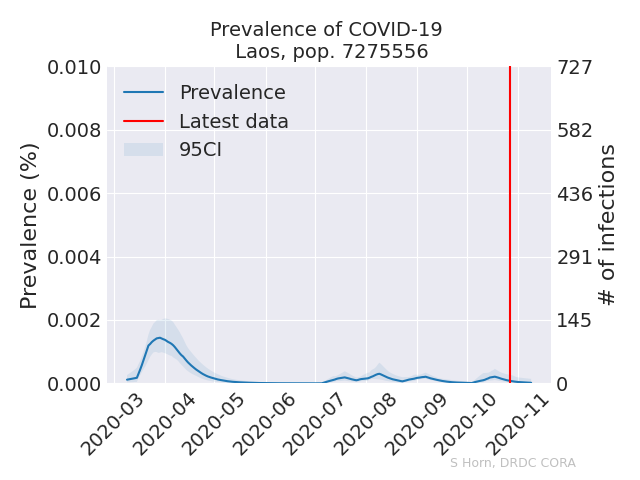 Prevalence of COVID-19
Laos, pop. 7275556
Prevalence
Latest data
95CI
Prevalence (%)
0.010
0.008
0.006
0.004
0.002
0.000
727
582
436
291
145
0
# of infections
2020-03
2020-04
2020-05
2020-06
2020-07
2020-08
2020-09
2020-10
2020-11
S Horn, DRDC CORA